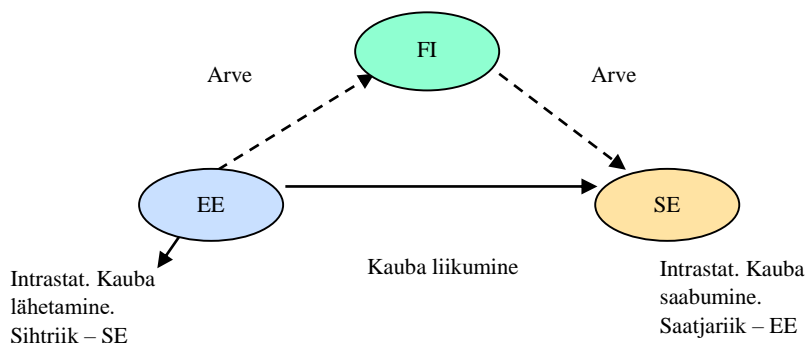 FI
Arve
Arve
EE
SE
Kauba liikumine
Intrastat. Kauba
lähetamine.
Sihtriik – SE
Intrastat. Kauba
saabumine.
Saatjariik – EE